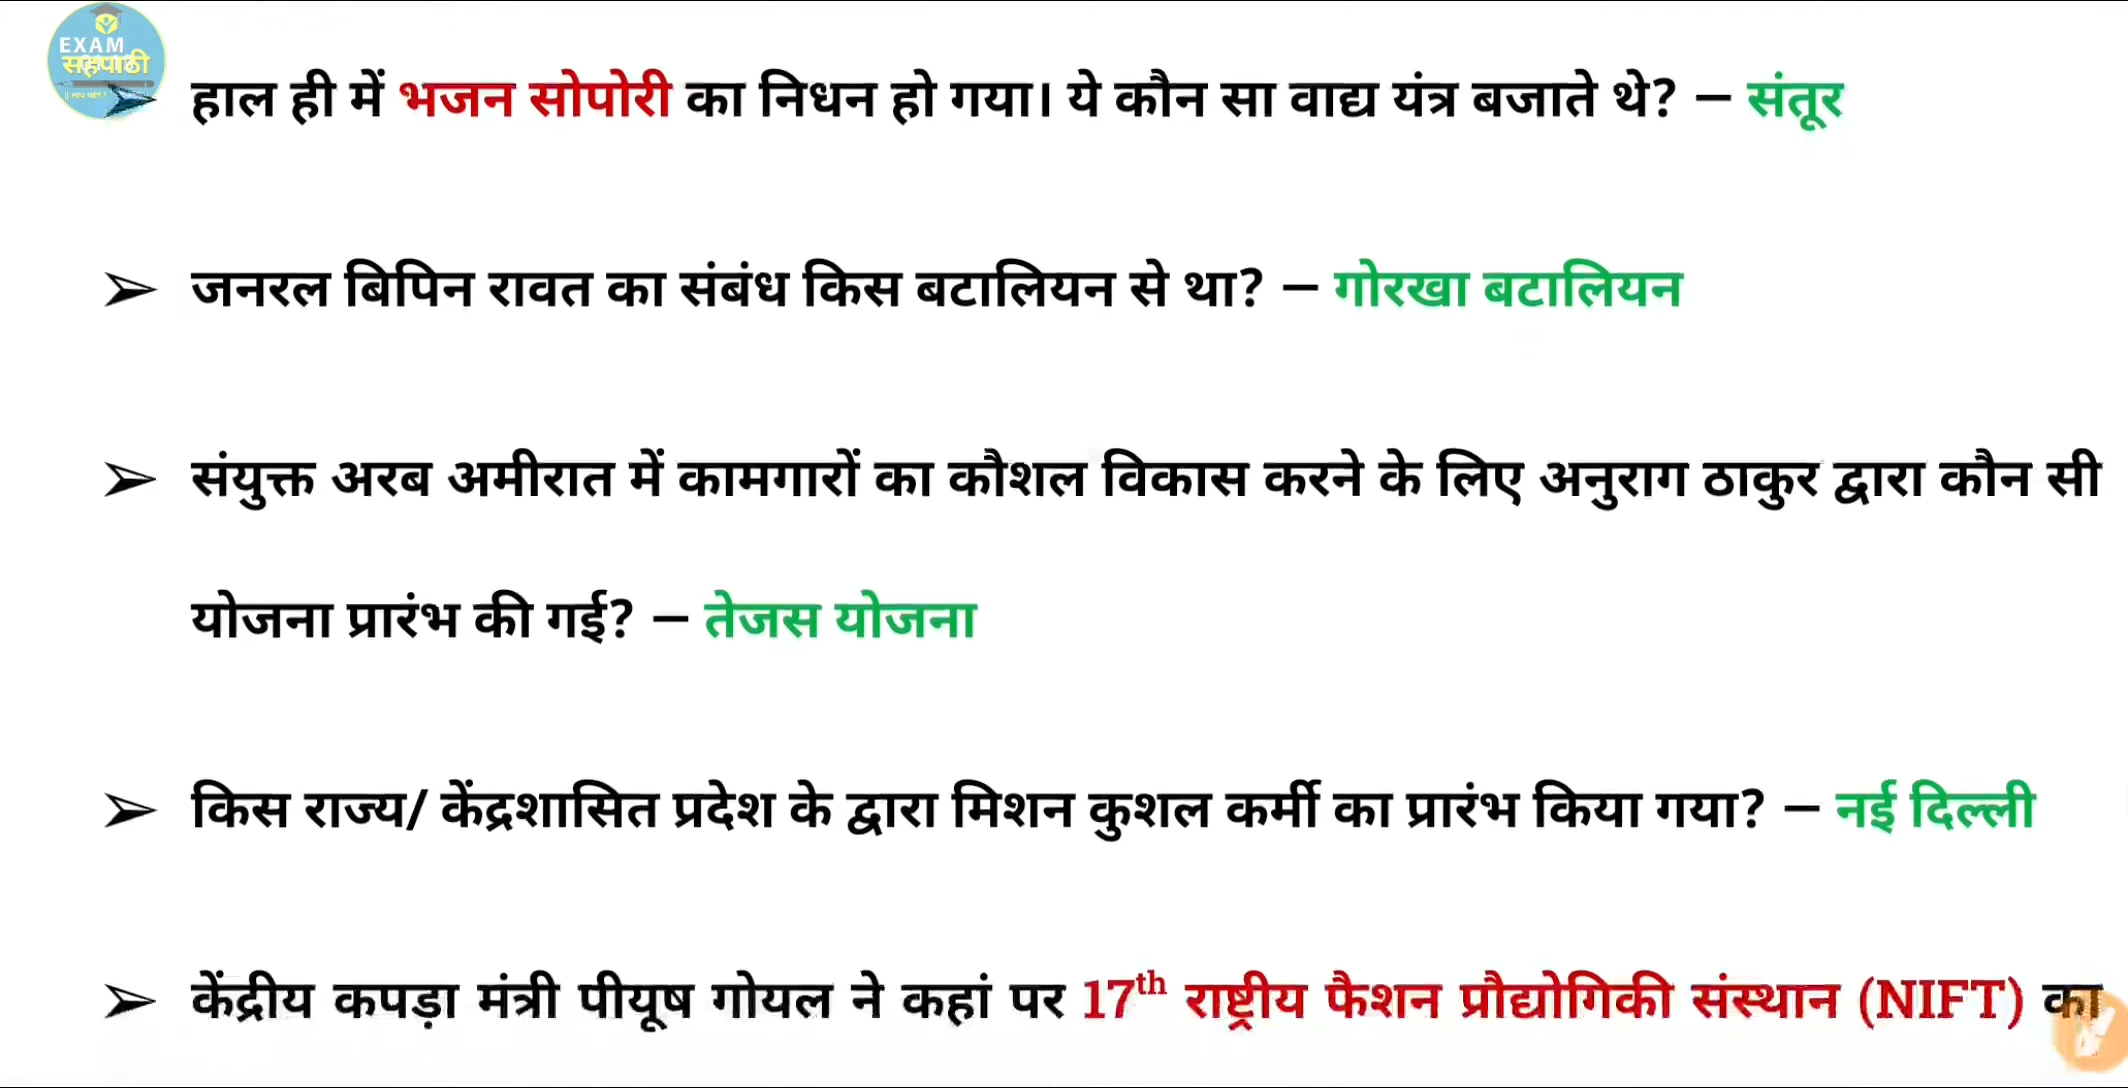 EXAM
सहपाठी
हाल ही में भजन सोपोरी का निधन हो गया। ये कौन सा वाद्य यंत्र बजाते थे? – संतूर
➢ जनरल बिपिन रावत का संबंध किस बटालियन से था? – गोरखा बटालियन
➢ संयुक्त अरब अमीरात में कामगारों का कौशल विकास करने के लिए अनुराग ठाकुर द्वारा कौन सी
योजना प्रारंभ की गई? – तेजस योजना
➢ किस राज्य/ केंद्रशासित प्रदेश के द्वारा मिशन कुशल कर्मी का प्रारंभ किया गया? – नई दिल्ली
➢ केंद्रीय कपड़ा मंत्री पीयूष गोयल ने कहां पर 17th राष्ट्रीय फैशन प्रौद्योगिकी संस्थान (NIFT) का